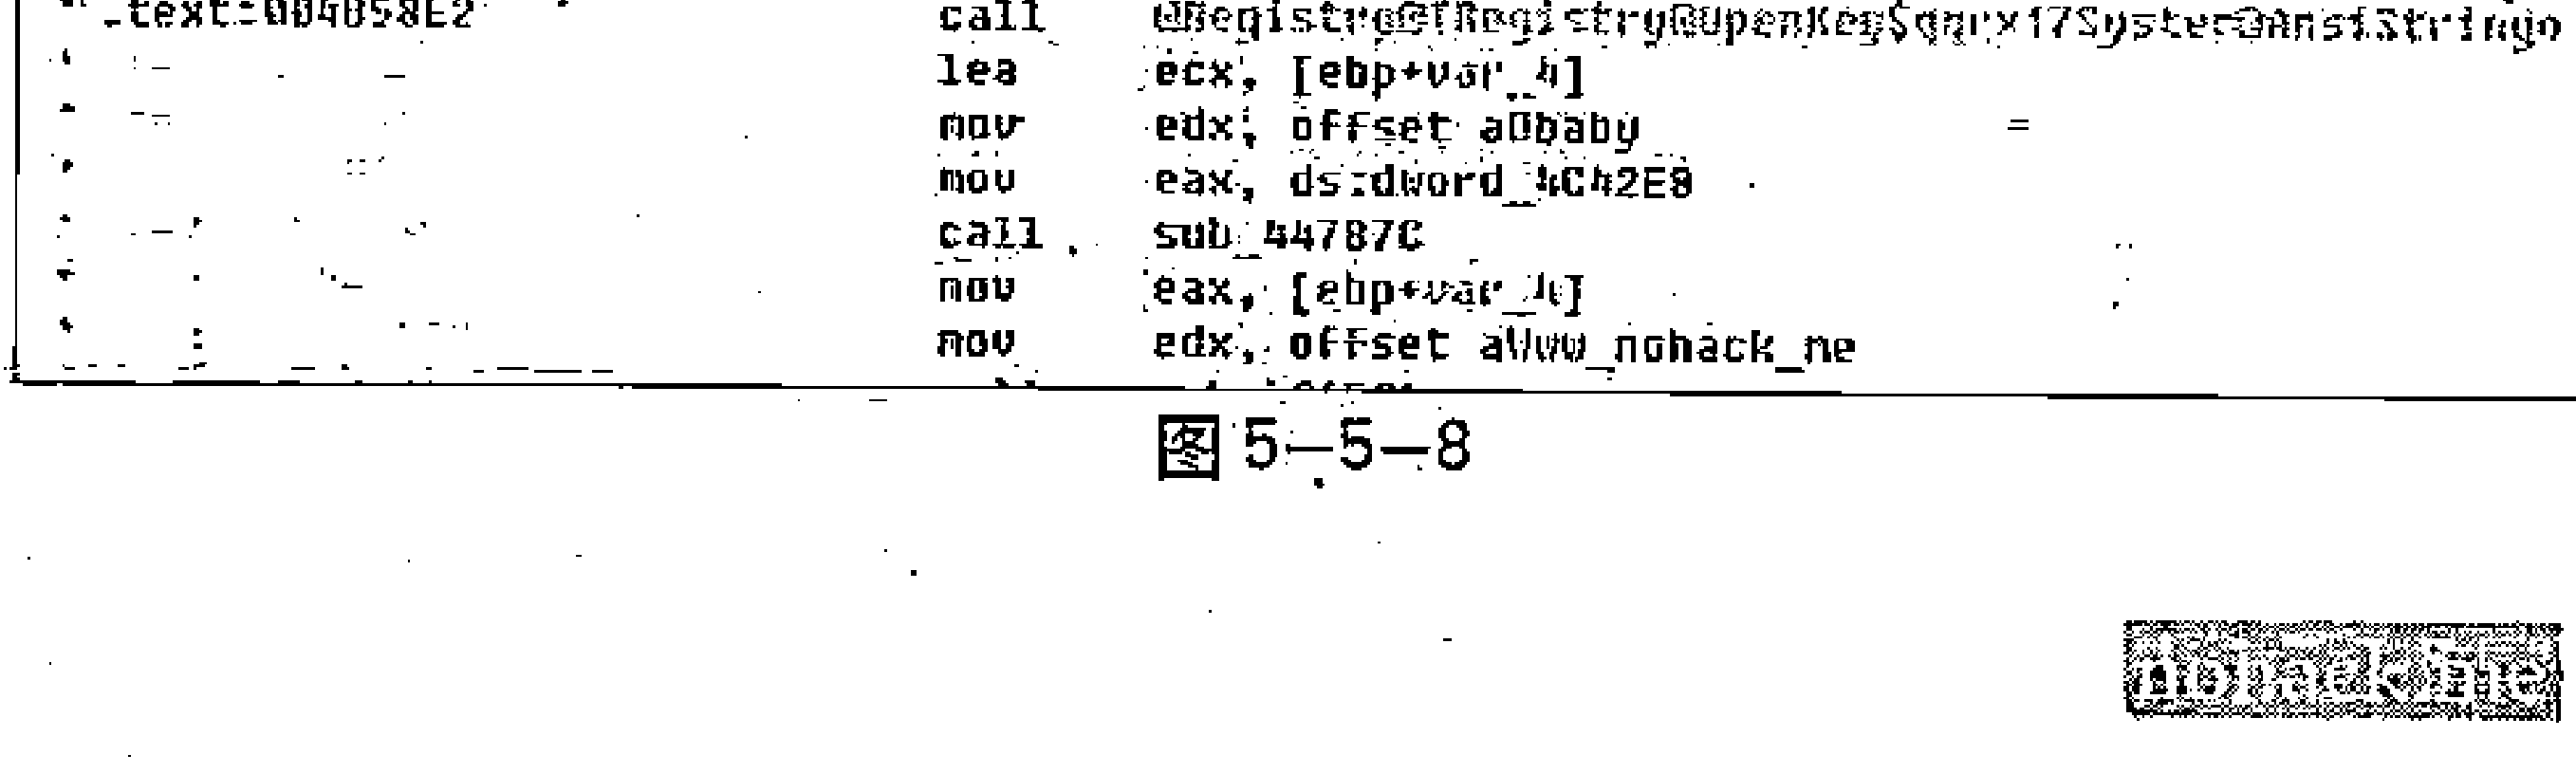 .text:004058E2 call @Registry@TRegistry@OpenKey$qqrx17System@AnsiStringo
lea ecx, [ebp+var_4]
mov edx, offset a0baby
mov eax, ds:dword_4C42E8
call sub_44787C
mov eax, [ebp+var_4]
mov edx, offset aWww_nohack_ne
图 5-5-8